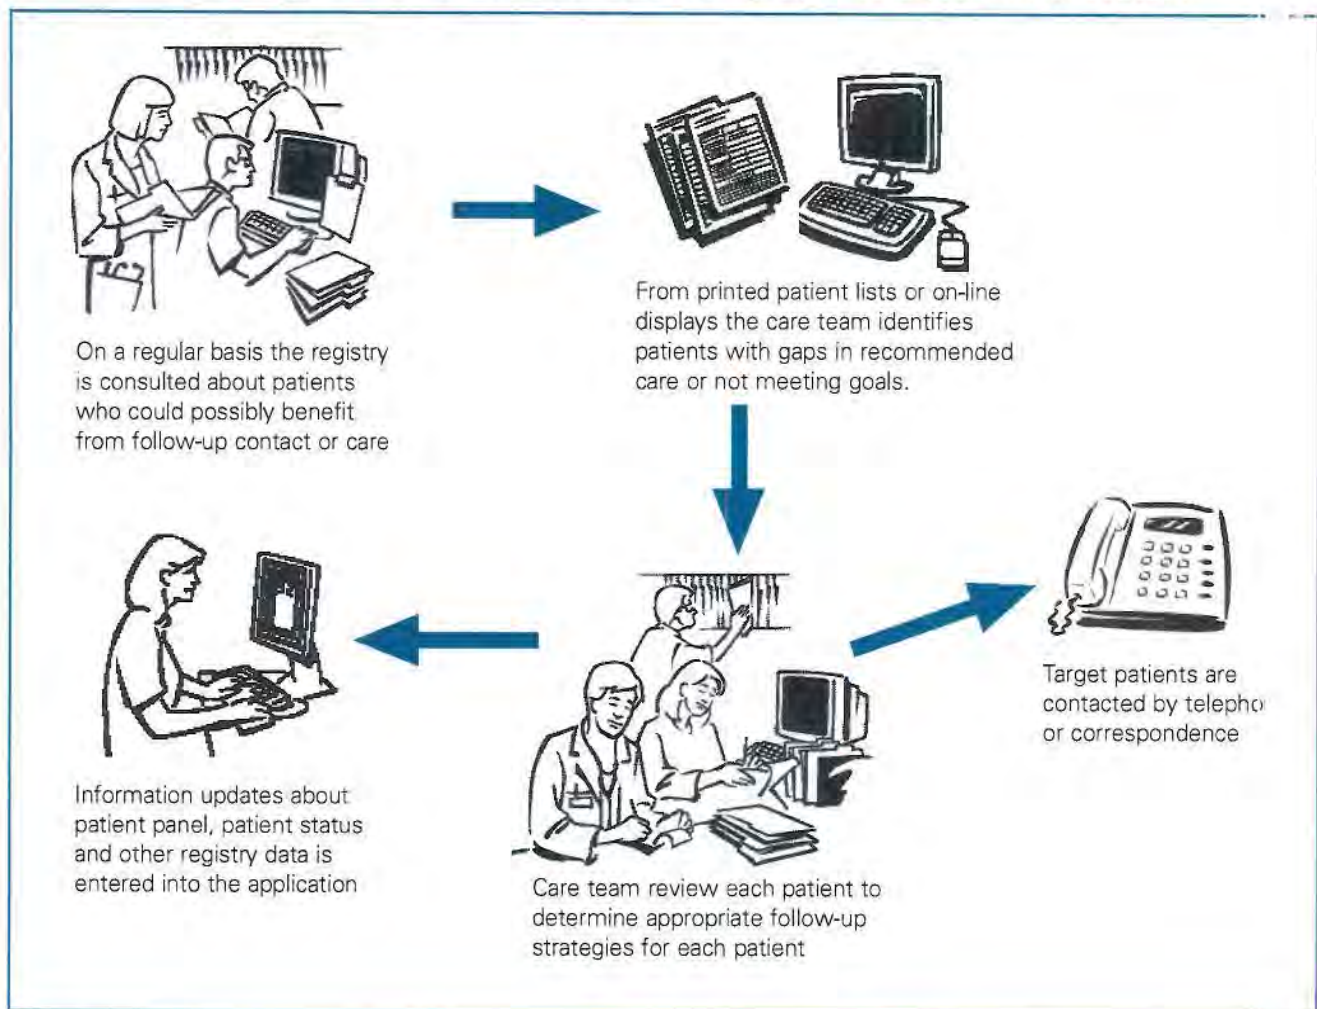 On a regular basis the registry
is consulted about patients
who could possibly benefit
from follow-up contact or care
From printed patient lists or on-line
displays the care team identifies
patients with gaps in recommended
care or not meeting goals.
Target patients are
contacted by telepho
or correspondence
Information updates about
patient panel, patient status
and other registry data is
entered into the application
Care team review each patient to
determine appropriate follow-up
strategies for each patient